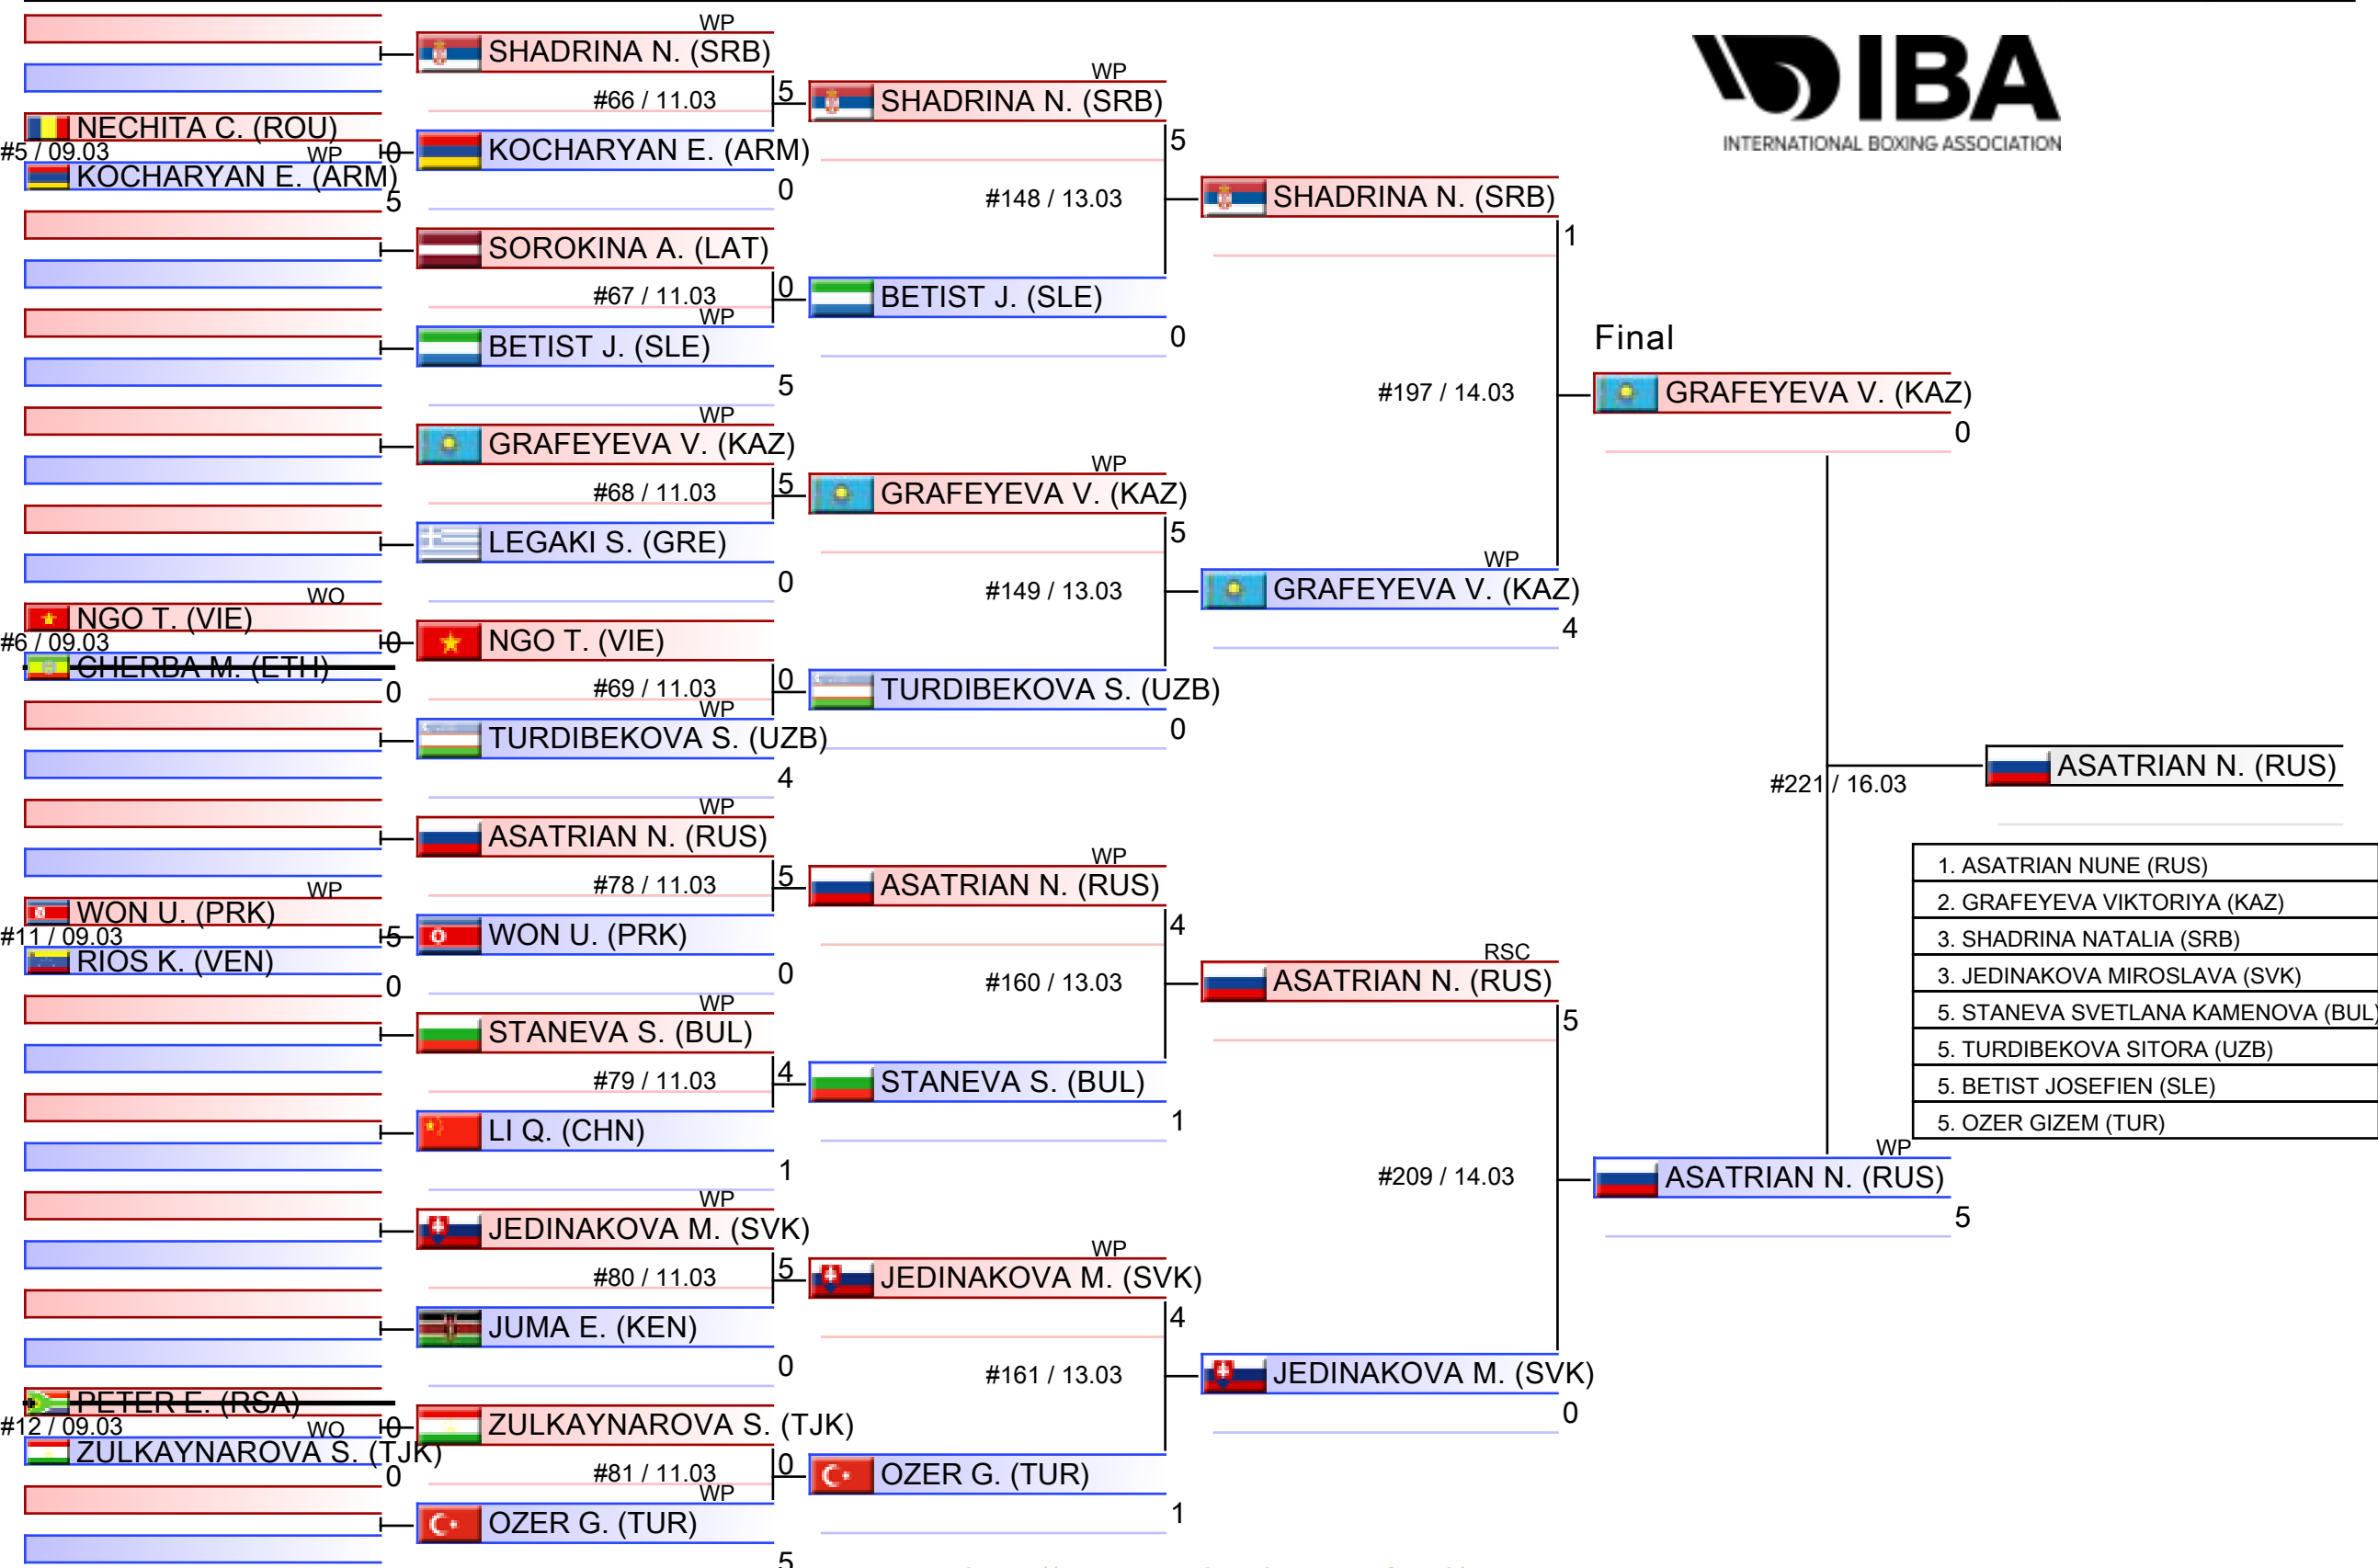 IBA
INTERNATIONAL BOXING ASSOCIATION
NECHITA C. (ROU)
#5 / 09.03
WP
0
KOCHARYAN E. (ARM)
5
WO
NGO T. (VIE)
#6 / 09.03
0
CHERBA M. (ETH)
0
WP
WON U. (PRK)
#11 / 09.03
5
RIOS K. (VEN)
0
PETER E. (RSA)
#12 / 09.03
WO
0
ZULKAYNAROVA S. (TJK)
0
WP
SHADRINA N. (SRB)
#66 / 11.03
5
KOCHARYAN E. (ARM)
0
SOROKINA A. (LAT)
#67 / 11.03
0
WP
BETIST J. (SLE)
5
WP
GRAFEYEVA V. (KAZ)
#68 / 11.03
5
LEGAKI S. (GRE)
0
NGO T. (VIE)
#69 / 11.03
0
WP
TURDIBEKOVA S. (UZB)
4
WP
ASATRIAN N. (RUS)
#78 / 11.03
5
WON U. (PRK)
0
WP
STANEVA S. (BUL)
#79 / 11.03
4
LI Q. (CHN)
1
WP
JEDINAKOVA M. (SVK)
#80 / 11.03
5
JUMA E. (KEN)
0
ZULKAYNAROVA S. (TJK)
#81 / 11.03
0
WP
OZER G. (TUR)
5
WP
SHADRINA N. (SRB)
5
#148 / 13.03
BETIST J. (SLE)
0
WP
GRAFEYEVA V. (KAZ)
5
#149 / 13.03
TURDIBEKOVA S. (UZB)
0
WP
ASATRIAN N. (RUS)
4
#160 / 13.03
STANEVA S. (BUL)
1
WP
JEDINAKOVA M. (SVK)
4
#161 / 13.03
OZER G. (TUR)
1
SHADRINA N. (SRB)
1
#197 / 14.03
WP
GRAFEYEVA V. (KAZ)
4
RSC
ASATRIAN N. (RUS)
5
#209 / 14.03
JEDINAKOVA M. (SVK)
0
Final
GRAFEYEVA V. (KAZ)
0
#221 / 16.03
WP
ASATRIAN N. (RUS)
5
ASATRIAN N. (RUS)
1. ASATRIAN NUNE (RUS)
2. GRAFEYEVA VIKTORIYA (KAZ)
3. SHADRINA NATALIA (SRB)
3. JEDINAKOVA MIROSLAVA (SVK)
5. STANEVA SVETLANA KAMENOVA (BUL)
5. TURDIBEKOVA SITORA (UZB)
5. BETIST JOSEFIEN (SLE)
5. OZER GIZEM (TUR)